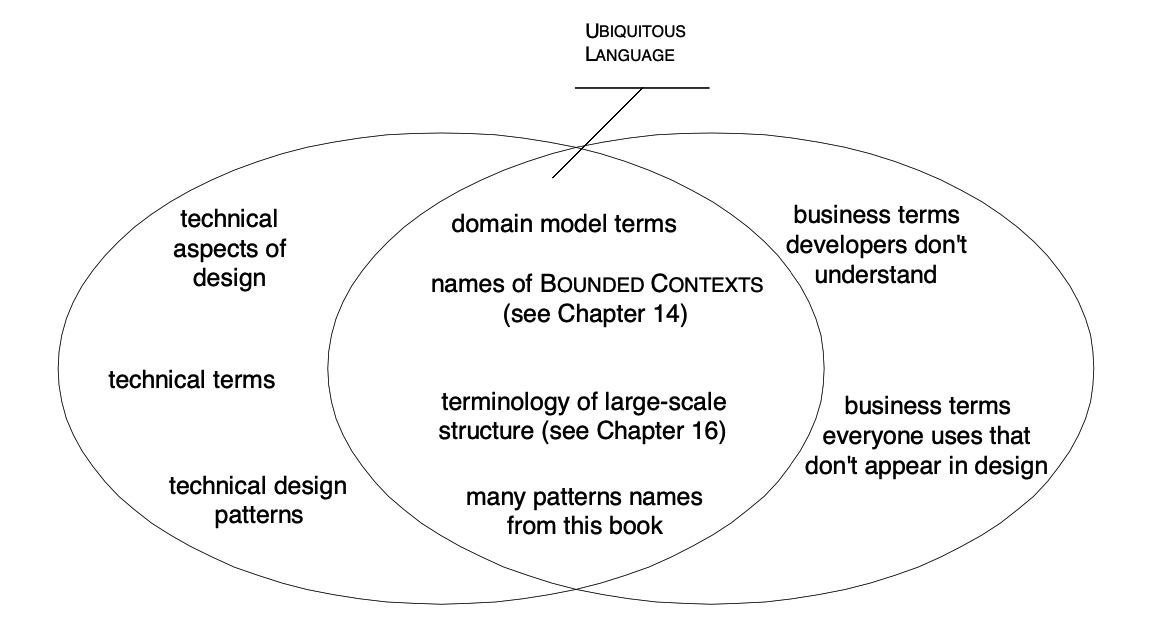 UBIQUITOUS
LANGUAGE
technical
aspects of
design
technical terms
technical design
patterns
domain model terms
names of BOUNDED CONTEXTS
(see Chapter 14)
terminology of large-scale
structure (see Chapter 16)
many patterns names
from this book
business terms
developers don't
understand
business terms
everyone uses that
don't appear in design